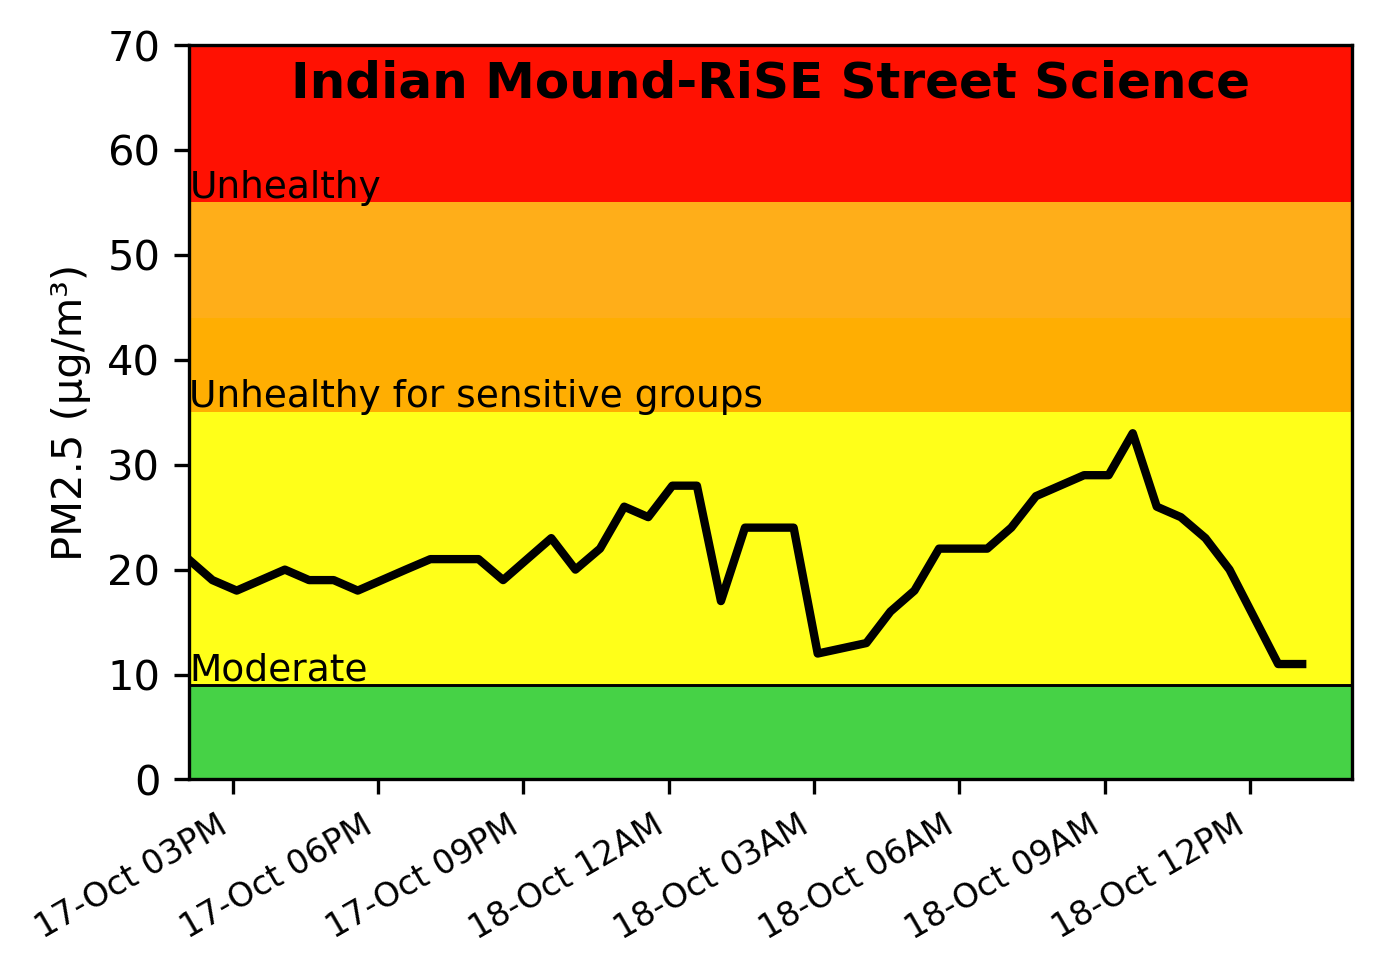 Indian Mound-RiSE Street Science
70
60
50
40
30
20
10
0
PM2.5 (µg/m³)
Unhealthy
Unhealthy for sensitive groups
Moderate
17-Oct 03PM
17-Oct 06PM
17-Oct 09PM
18-Oct 12AM
18-Oct 03AM
18-Oct 06AM
18-Oct 09AM
18-Oct 12PM